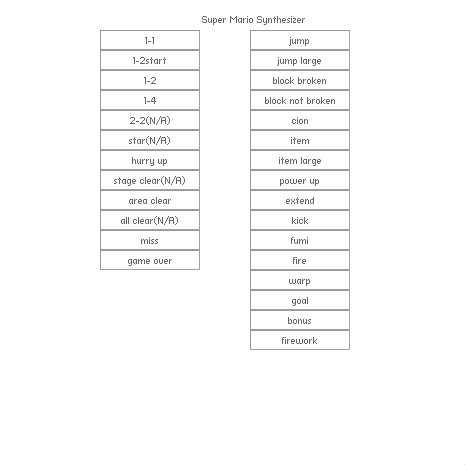 Super Mario Synthesizer
1-1
1-2start
1-2
1-4
2-2(N/A)
star(N/A)
hurry up
stage clear(N/A)
area clear
all clear(N/A)
miss
game over
jump
jump large
block broken
block not broken
cion
item
item large
power up
extend
kick
fumi
fire
warp
goal
bonus
firework